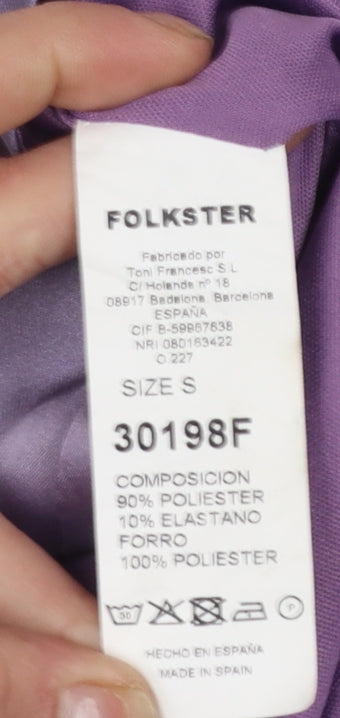 FOLKSTER
Fabricado por
Toni Francesc S.L
C/ Holanda nº 18
08917 Badalona, Barcelona
ESPAÑA
CIF B-59967638
NRI 080163422
O 227
SIZE S
30198F
COMPOSICION
90% POLIESTER
10% ELASTANO
FORRO
100% POLIESTER
30 P
HECHO EN ESPAÑA
MADE IN SPAIN